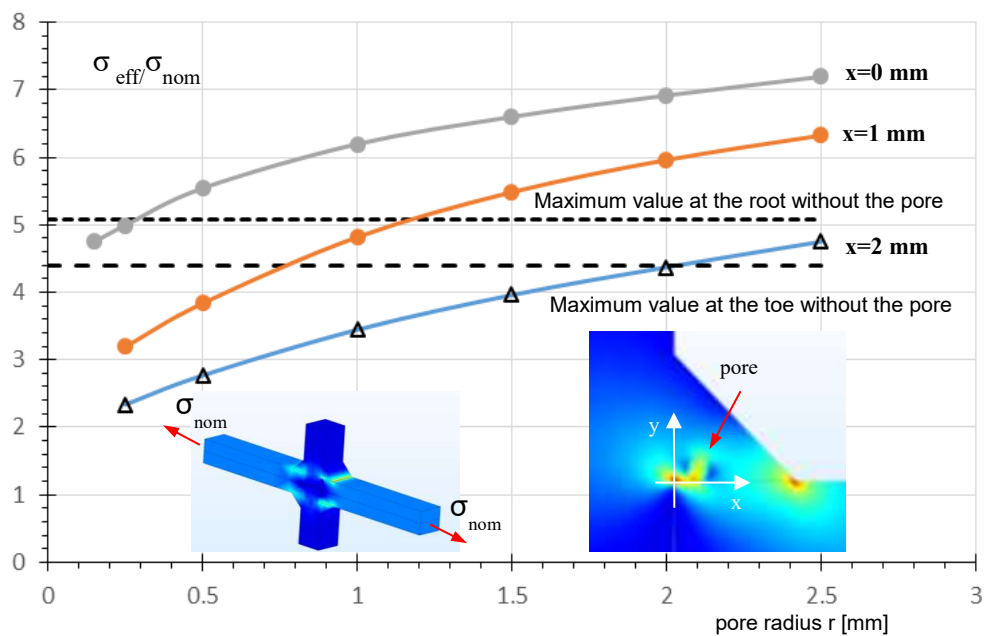 8
σ eff/σnom
7
x=0 mm
6
x=1 mm
Maximum value at the root without the pore
5
x=2 mm
4
Maximum value at the toe without the pore
3
pore
σnom
2
y
σnom
1
x
0
0 0.5 1 1.5 2 2.5 3
pore radius r [mm]